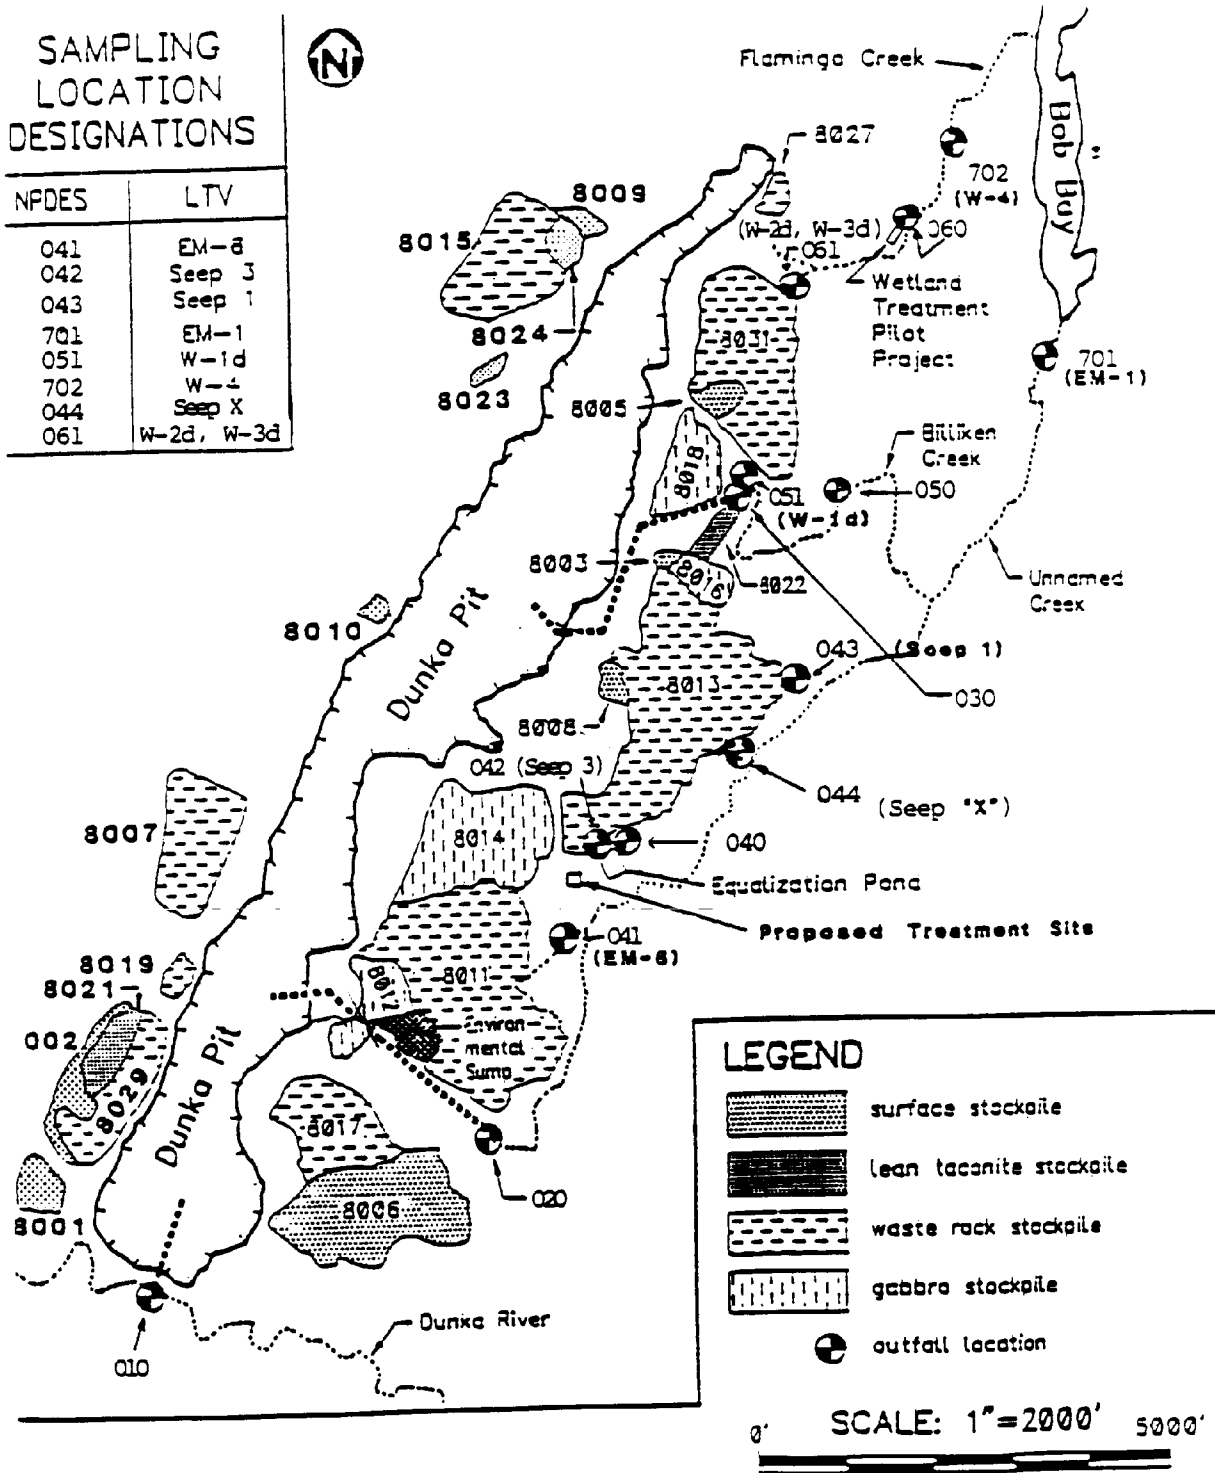 SAMPLING
LOCATION
DESIGNATIONS
NPDES LTV
041 EM-8
042 Seep 3
043 Seep 1
701 EM-1
051 W-1d
702 W-4
044 Seep X
061 W-2d, W-3d
N
Flamingo Creek
Bob Bay
8027
702
(W-4)
8009
8015
(W-2d, W-3d)
061
060
Wetland
Treatment
Pilot
Project
8024
8031
701
(EM-1)
8023
8005
Billiken
Creek
8018
051
(W-1d)
050
8003
8016
8022
Unnamed
Creek
8010
Dunka Pit
043 (Seep 1)
8013
030
8008
042 (Seep 3)
044 (Seep "X")
8007
8014
040
Equalization Pond
Proposed Treatment Site
041
(EM-8)
8019
8021
8012
8011
002
Environ-
mental
Sump
8029
Dunka Pit
8017
020
8001
8006
Dunka River
010
LEGEND
surface stockpile
lean taconite stockpile
waste rock stockpile
gabbro stockpile
outfall location
SCALE: 1"=2000'
0' 5000'